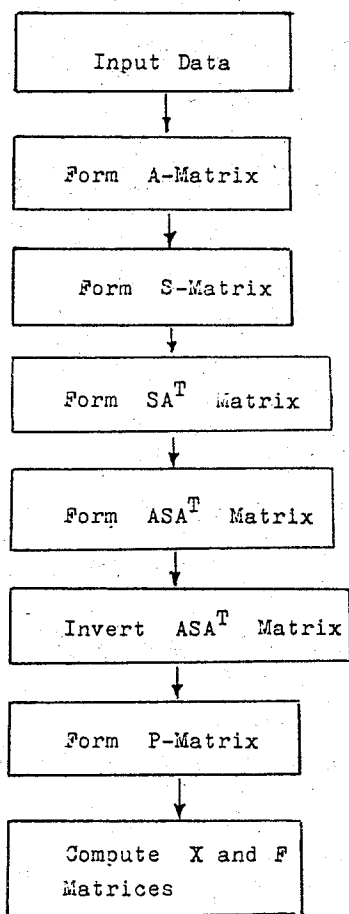 Input Data
Form A-Matrix
Form S-Matrix
Form SA^T Matrix
Form ASA^T Matrix
Invert ASA^T Matrix
Form P-Matrix
Compute X and F
Matrices